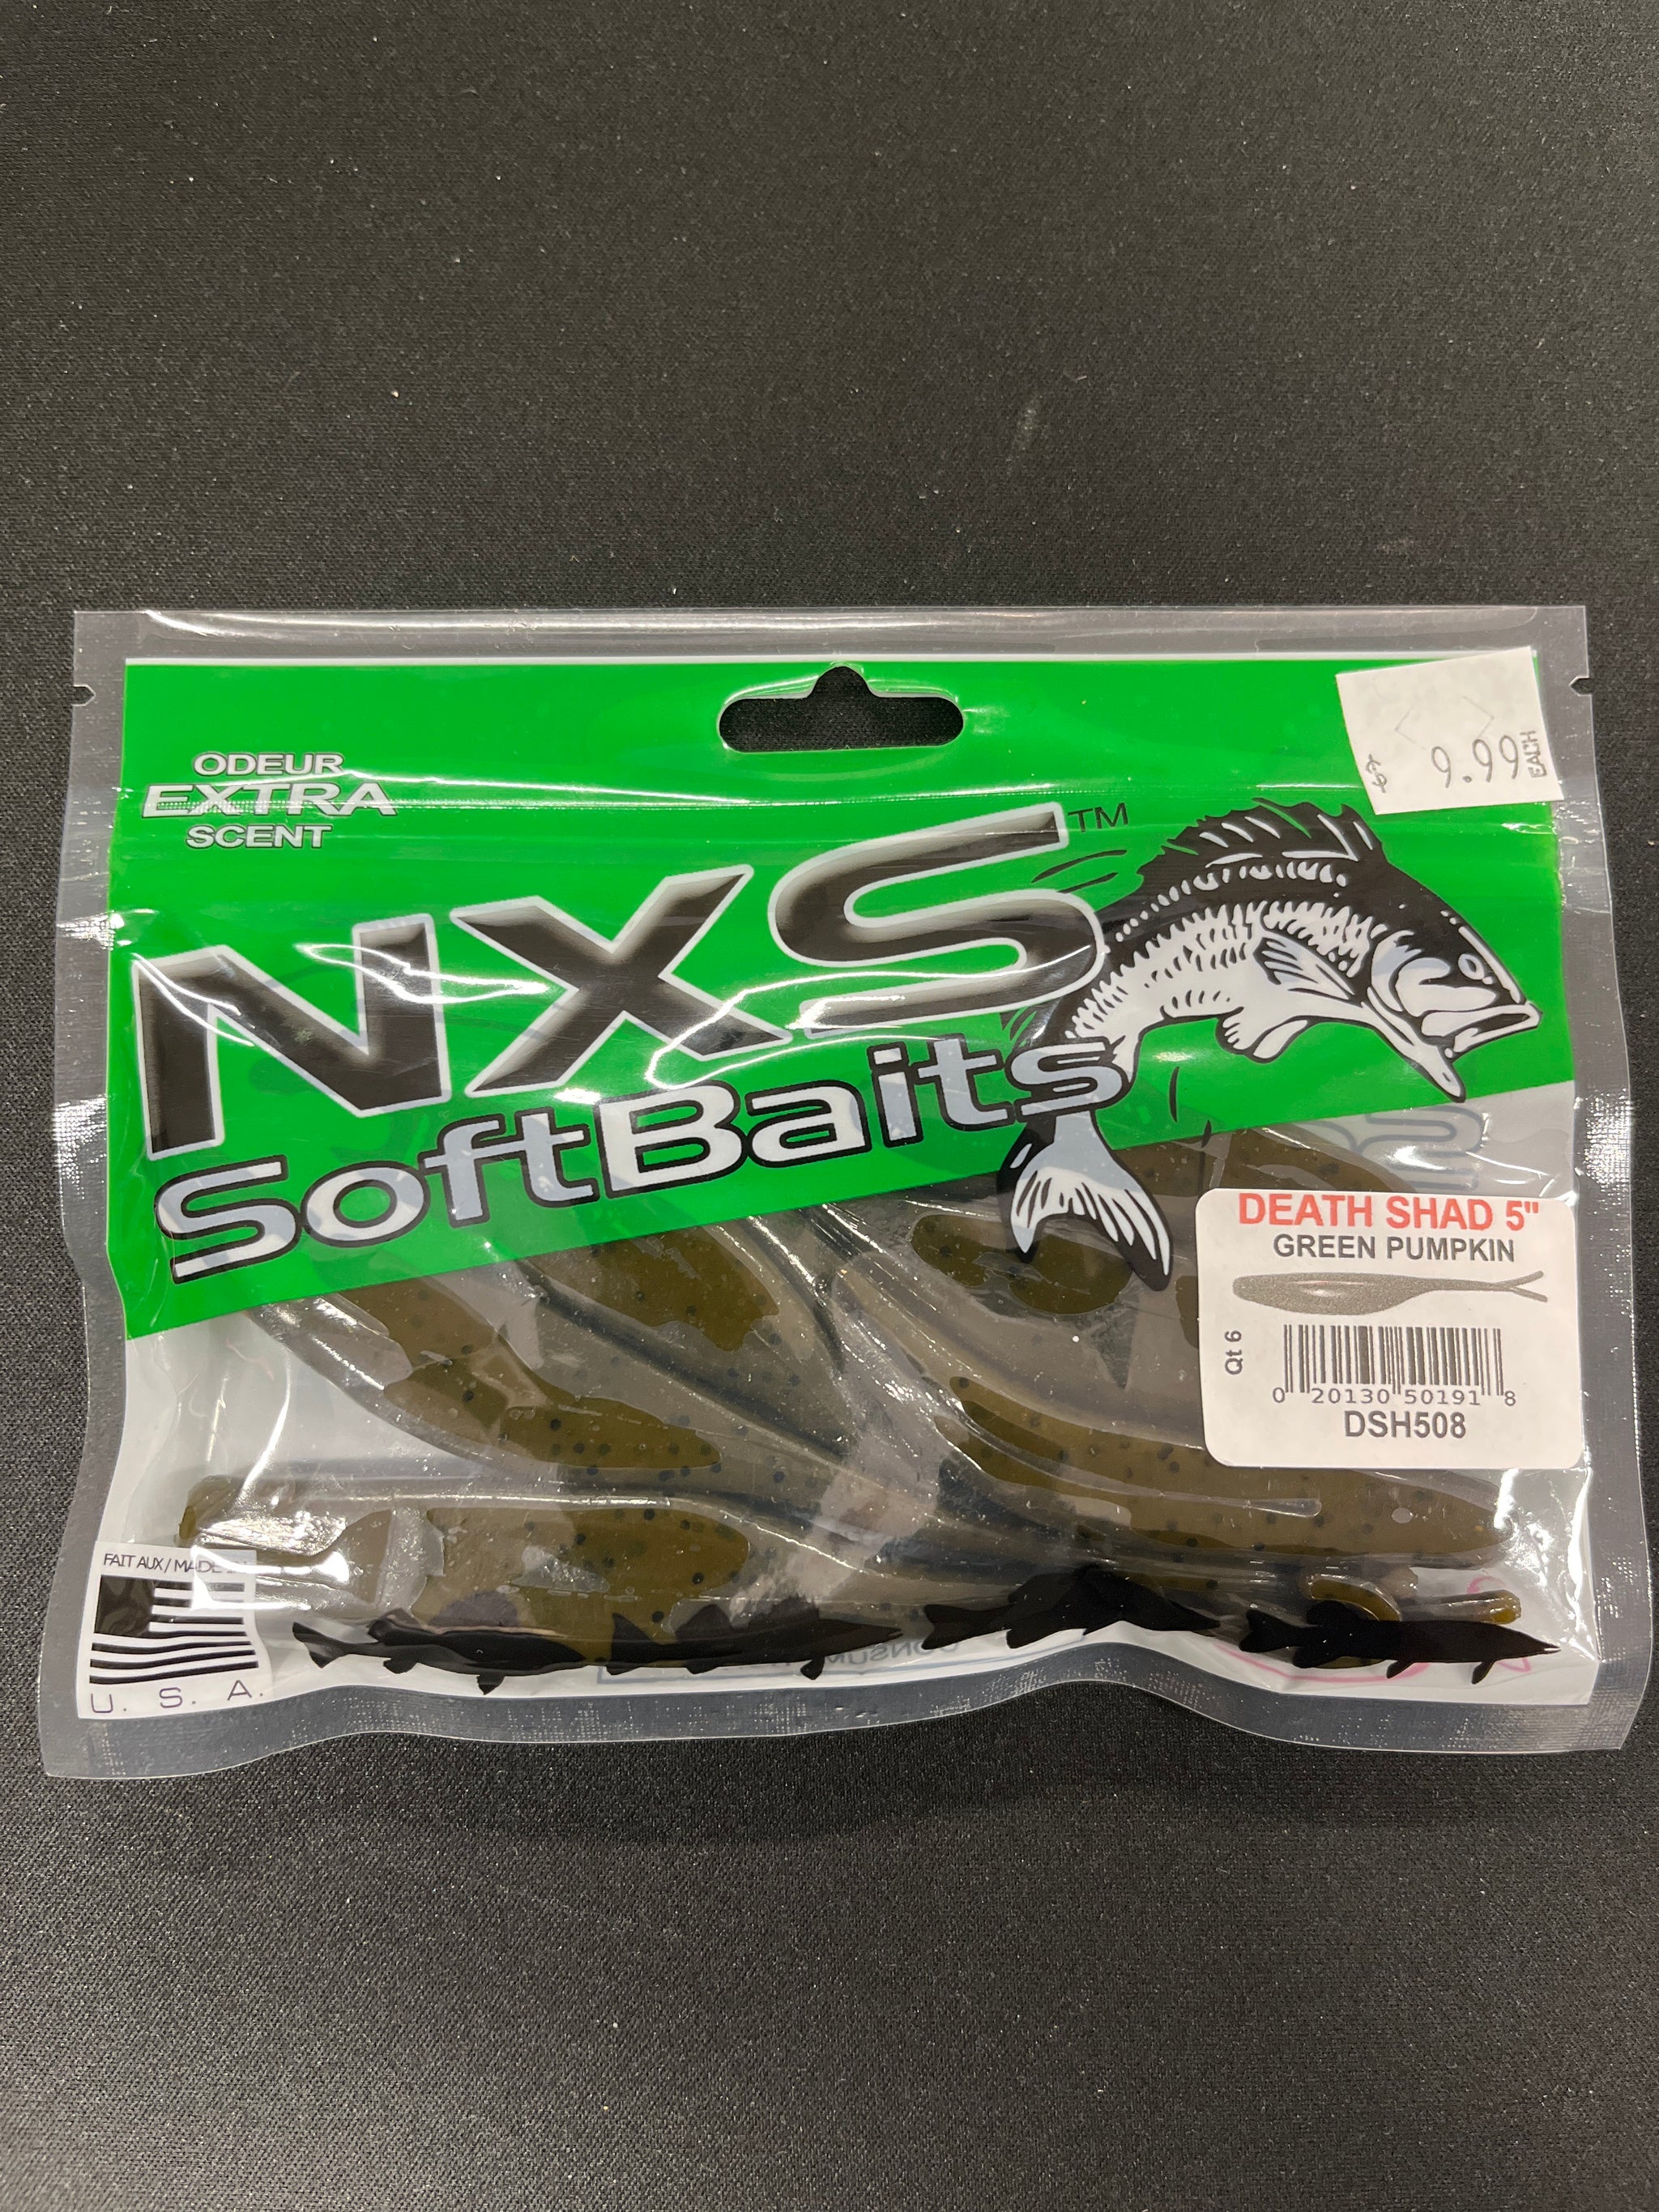 $ 9.99 EACH
ODEUR
EXTRA
SCENT
NXS™
SoftBaits
DEATH SHAD 5"
GREEN PUMPKIN
Qt 6
0 20130 50191 8
DSH508
FAIT AUX / MADE
U. S. A.